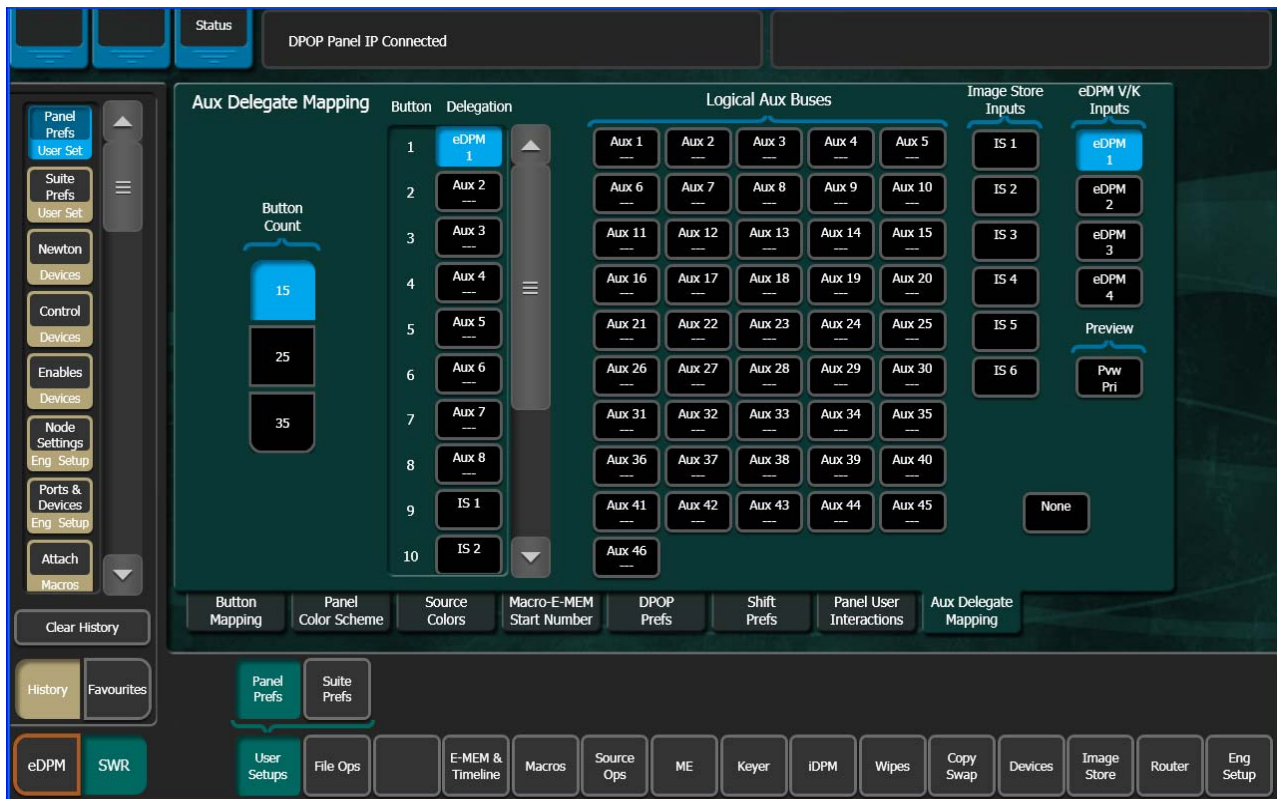 Status
DPOP Panel IP Connected
Panel
Prefs
User Set
Suite
Prefs
User Set
Newton
Devices
Control
Devices
Enables
Devices
Node
Settings
Eng Setup
Ports &
Devices
Eng Setup
Attach
Macros
Clear History
History
Favourites
eDPM
SWR
Aux Delegate Mapping
Button
Count
15
25
35
Button Delegation
1 eDPM
1
2 Aux 2
---
3 Aux 3
---
4 Aux 4
---
5 Aux 5
---
6 Aux 6
---
7 Aux 7
---
8 Aux 8
---
9 IS 1
10 IS 2
Logical Aux Buses
Aux 1 Aux 2 Aux 3 Aux 4 Aux 5
--- --- --- --- ---
Aux 6 Aux 7 Aux 8 Aux 9 Aux 10
--- --- --- --- ---
Aux 11 Aux 12 Aux 13 Aux 14 Aux 15
--- --- --- --- ---
Aux 16 Aux 17 Aux 18 Aux 19 Aux 20
--- --- --- --- ---
Aux 21 Aux 22 Aux 23 Aux 24 Aux 25
--- --- --- --- ---
Aux 26 Aux 27 Aux 28 Aux 29 Aux 30
--- --- --- --- ---
Aux 31 Aux 32 Aux 33 Aux 34 Aux 35
--- --- --- --- ---
Aux 36 Aux 37 Aux 38 Aux 39 Aux 40
--- --- --- --- ---
Aux 41 Aux 42 Aux 43 Aux 44 Aux 45
--- --- --- --- ---
Aux 46
---
Image Store
Inputs
IS 1
IS 2
IS 3
IS 4
IS 5
IS 6
eDPM V/K
Inputs
eDPM
1
eDPM
2
eDPM
3
eDPM
4
Preview
Pvw
Pri
None
Button
Mapping
Panel
Color Scheme
Source
Colors
Macro-E-MEM
Start Number
DPOP
Prefs
Shift
Prefs
Panel User
Interactions
Aux Delegate
Mapping
Panel
Prefs
Suite
Prefs
User
Setups
File Ops
E-MEM &
Timeline
Macros
Source
Ops
ME
Keyer
iDPM
Wipes
Copy
Swap
Devices
Image
Store
Router
Eng
Setup